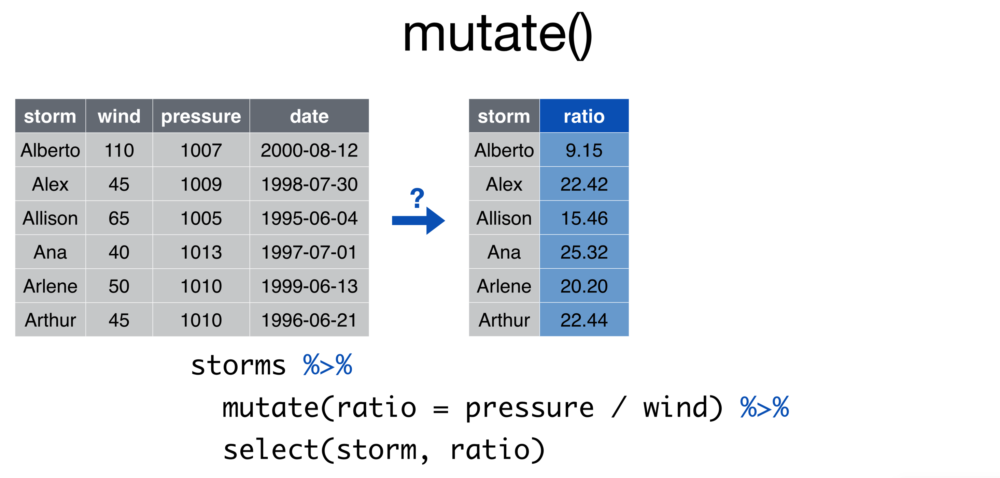 mutate()
storm wind pressure date
Alberto 110 1007 2000-08-12
Alex 45 1009 1998-07-30
Allison 65 1005 1995-06-04
Ana 40 1013 1997-07-01
Arlene 50 1010 1999-06-13
Arthur 45 1010 1996-06-21
?
storm ratio
Alberto 9.15
Alex 22.42
Allison 15.46
Ana 25.32
Arlene 20.20
Arthur 22.44
storms %>%
mutate(ratio = pressure / wind) %>%
select(storm, ratio)